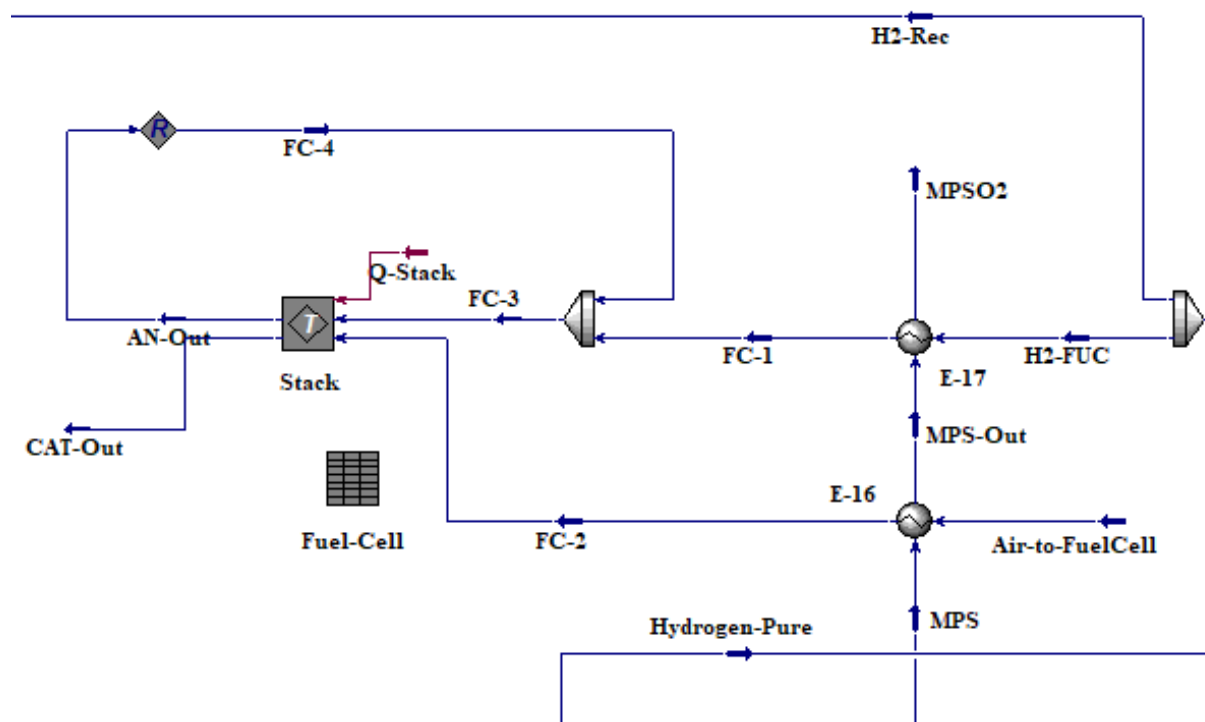 H2-Rec
R
FC-4
MPSO2
Q-Stack
FC-3
AN-Out
T
FC-1
H2-FUC
Stack
E-17
CAT-Out
MPS-Out
E-16
Fuel-Cell
FC-2
Air-to-FuelCell
Hydrogen-Pure
MPS